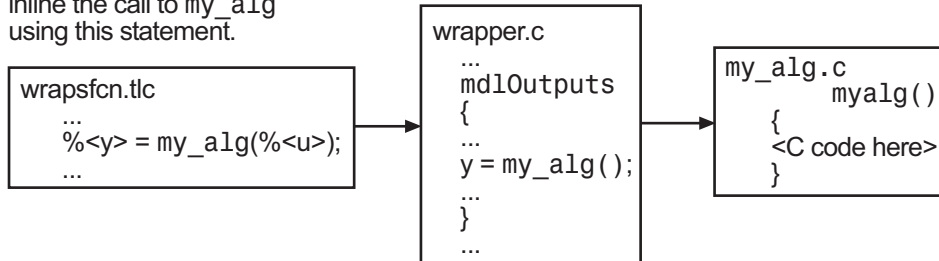 inline the call to my_alg
using this statement.
wrapsfcn.tlc
...
%<y> = my_alg(%<u>);
...
wrapper.c
...
mdlOutputs
{
...
y = my_alg();
...
}
...
my_alg.c
myalg()
{
<C code here>
}